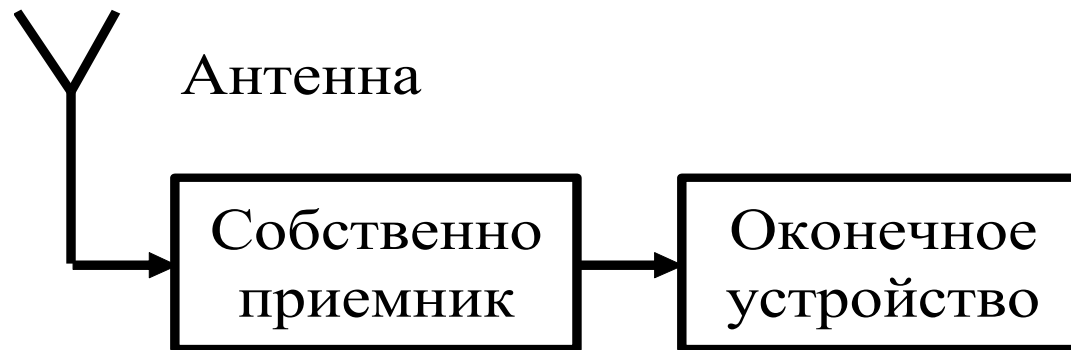 Антенна
Собственно
приемник
Оконечное
устройство